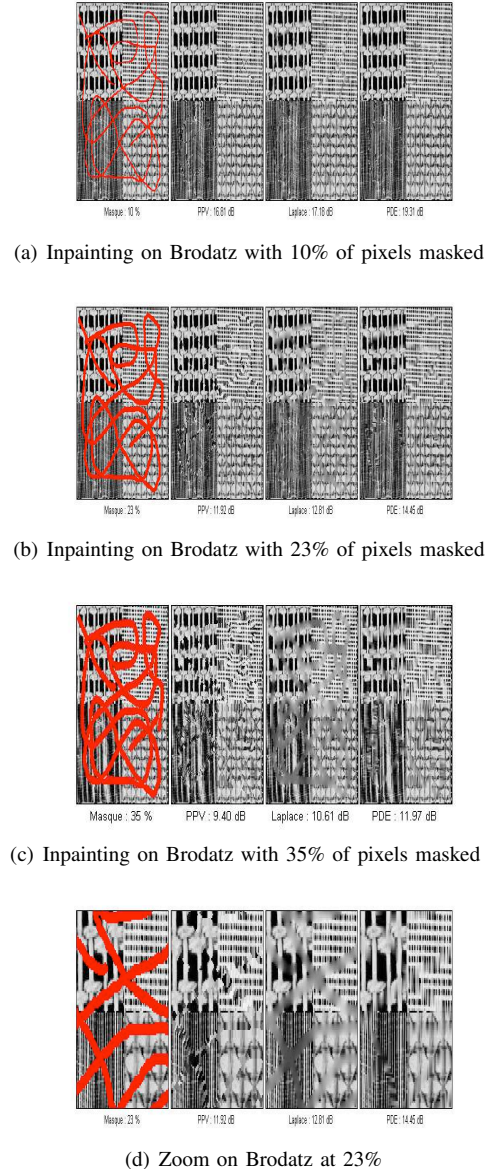 Masque : 10 % PPV : 16.81 dB Laplace : 17.18 dB PDE : 19.31 dB
(a) Inpainting on Brodatz with 10% of pixels masked
Masque : 23 % PPV : 11.92 dB Laplace : 12.81 dB PDE : 14.45 dB
(b) Inpainting on Brodatz with 23% of pixels masked
Masque : 35 % PPV : 9.40 dB Laplace : 10.61 dB PDE : 11.97 dB
(c) Inpainting on Brodatz with 35% of pixels masked
Masque : 23 % PPV : 11.92 dB Laplace : 12.81 dB PDE : 14.45 dB
(d) Zoom on Brodatz at 23%